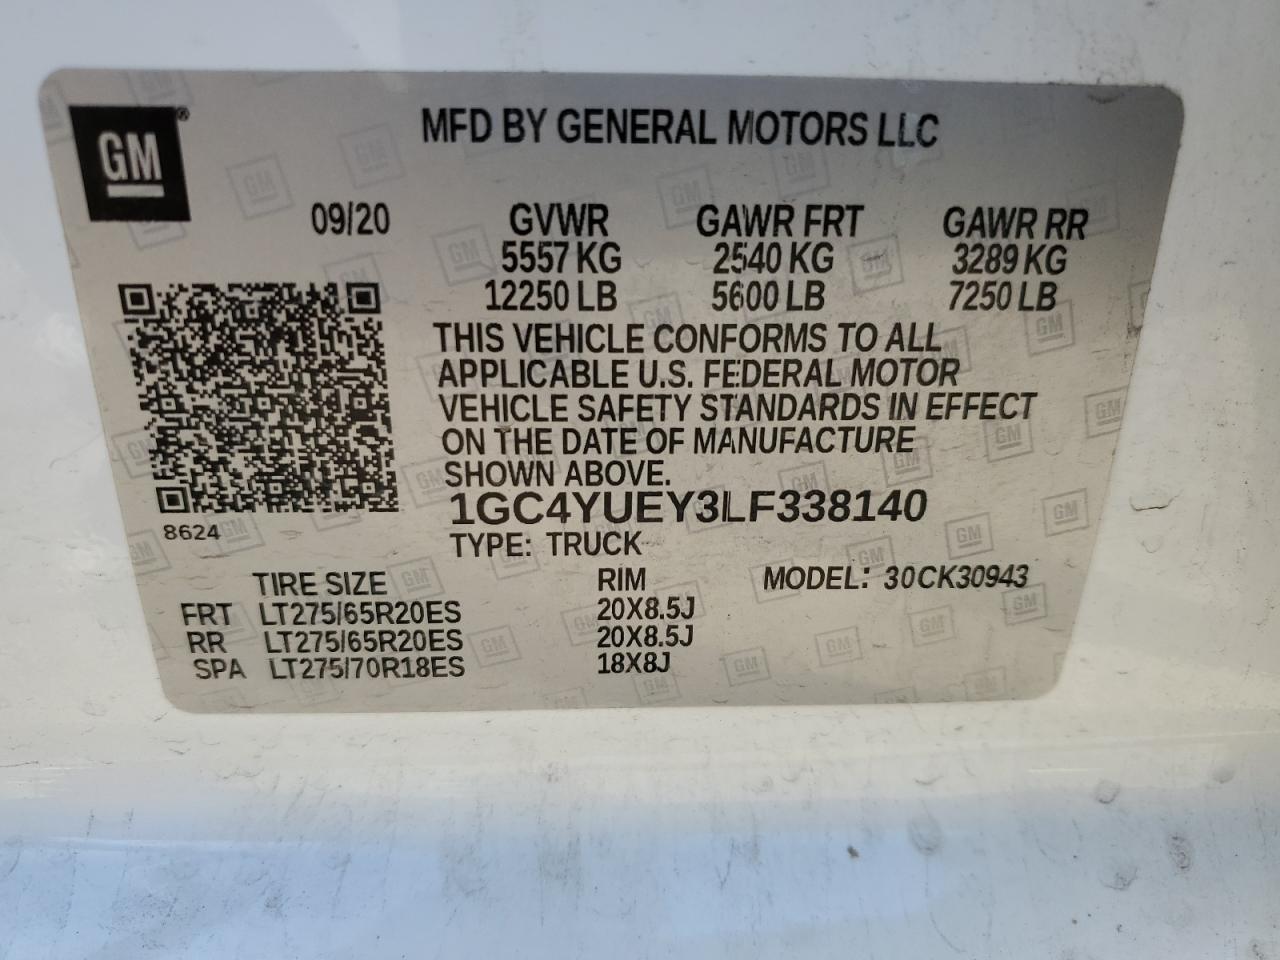 GM®
MFD BY GENERAL MOTORS LLC
09/20 GVWR GAWR FRT GAWR RR
5557 KG 2540 KG 3289 KG
12250 LB 5600 LB 7250 LB
THIS VEHICLE CONFORMS TO ALL
APPLICABLE U.S. FEDERAL MOTOR
VEHICLE SAFETY STANDARDS IN EFFECT
ON THE DATE OF MANUFACTURE
SHOWN ABOVE.
8624
1GC4YUEY3LF338140
TYPE: TRUCK
TIRE SIZE RIM MODEL: 30CK30943
FRT LT275/65R20ES 20X8.5J
RR LT275/65R20ES 20X8.5J
SPA LT275/70R18ES 18X8J